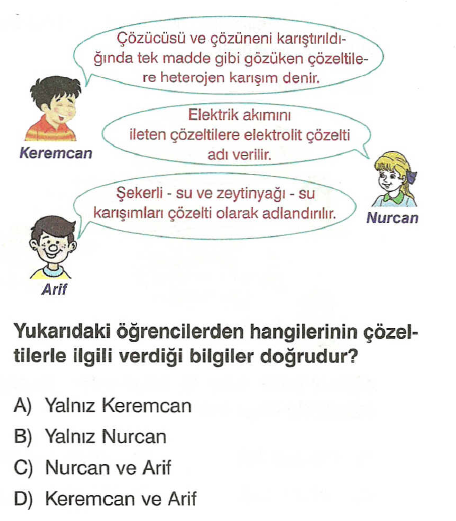 Çözücüsü ve çözüneni karıştırıldı-
ğında tek madde gibi gözüken çözeltile-
re heterojen karışım denir.
Keremcan
Elektrik akımını
ileten çözeltilere elektrolit çözelti
adı verilir.
Nurcan
Şekerli - su ve zeytinyağı - su
karışımları çözelti olarak adlandırılır.
Arif
Yukarıdaki öğrencilerden hangilerinin çözel-
tilerle ilgili verdiği bilgiler doğrudur?
A) Yalnız Keremcan
B) Yalnız Nurcan
C) Nurcan ve Arif
D) Keremcan ve Arif